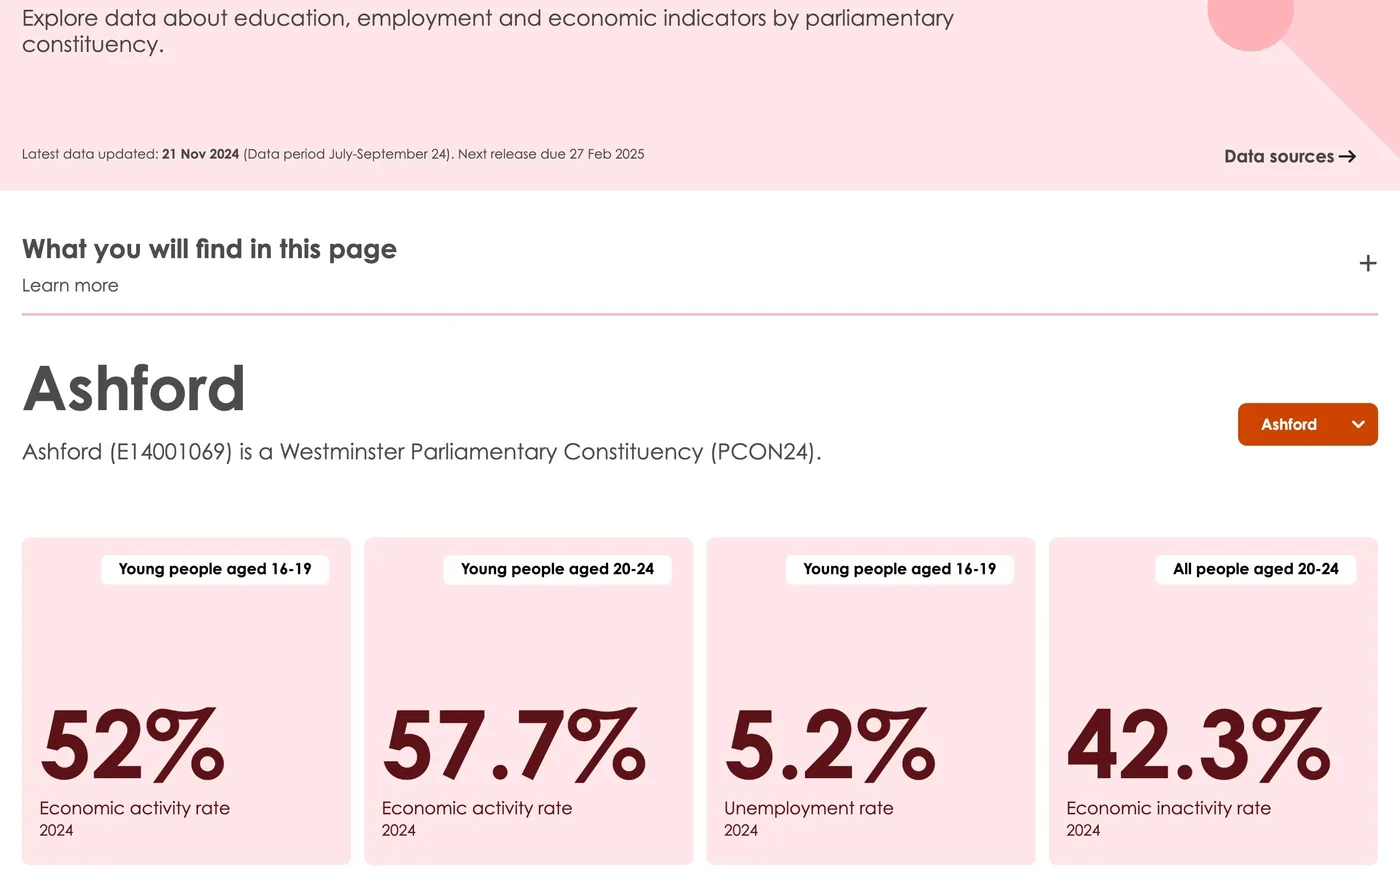 Explore data about education, employment and economic indicators by parliamentary
constituency.
Latest data updated: 21 Nov 2024 (Data period July-September 24). Next release due 27 Feb 2025
Data sources →
What you will find in this page
Learn more
+
Ashford
Ashford
Ashford (E14001069) is a Westminster Parliamentary Constituency (PCON24).
Young people aged 16-19
52%
Economic activity rate
2024
Young people aged 20-24
57.7%
Economic activity rate
2024
Young people aged 16-19
5.2%
Unemployment rate
2024
All people aged 20-24
42.3%
Economic inactivity rate
2024